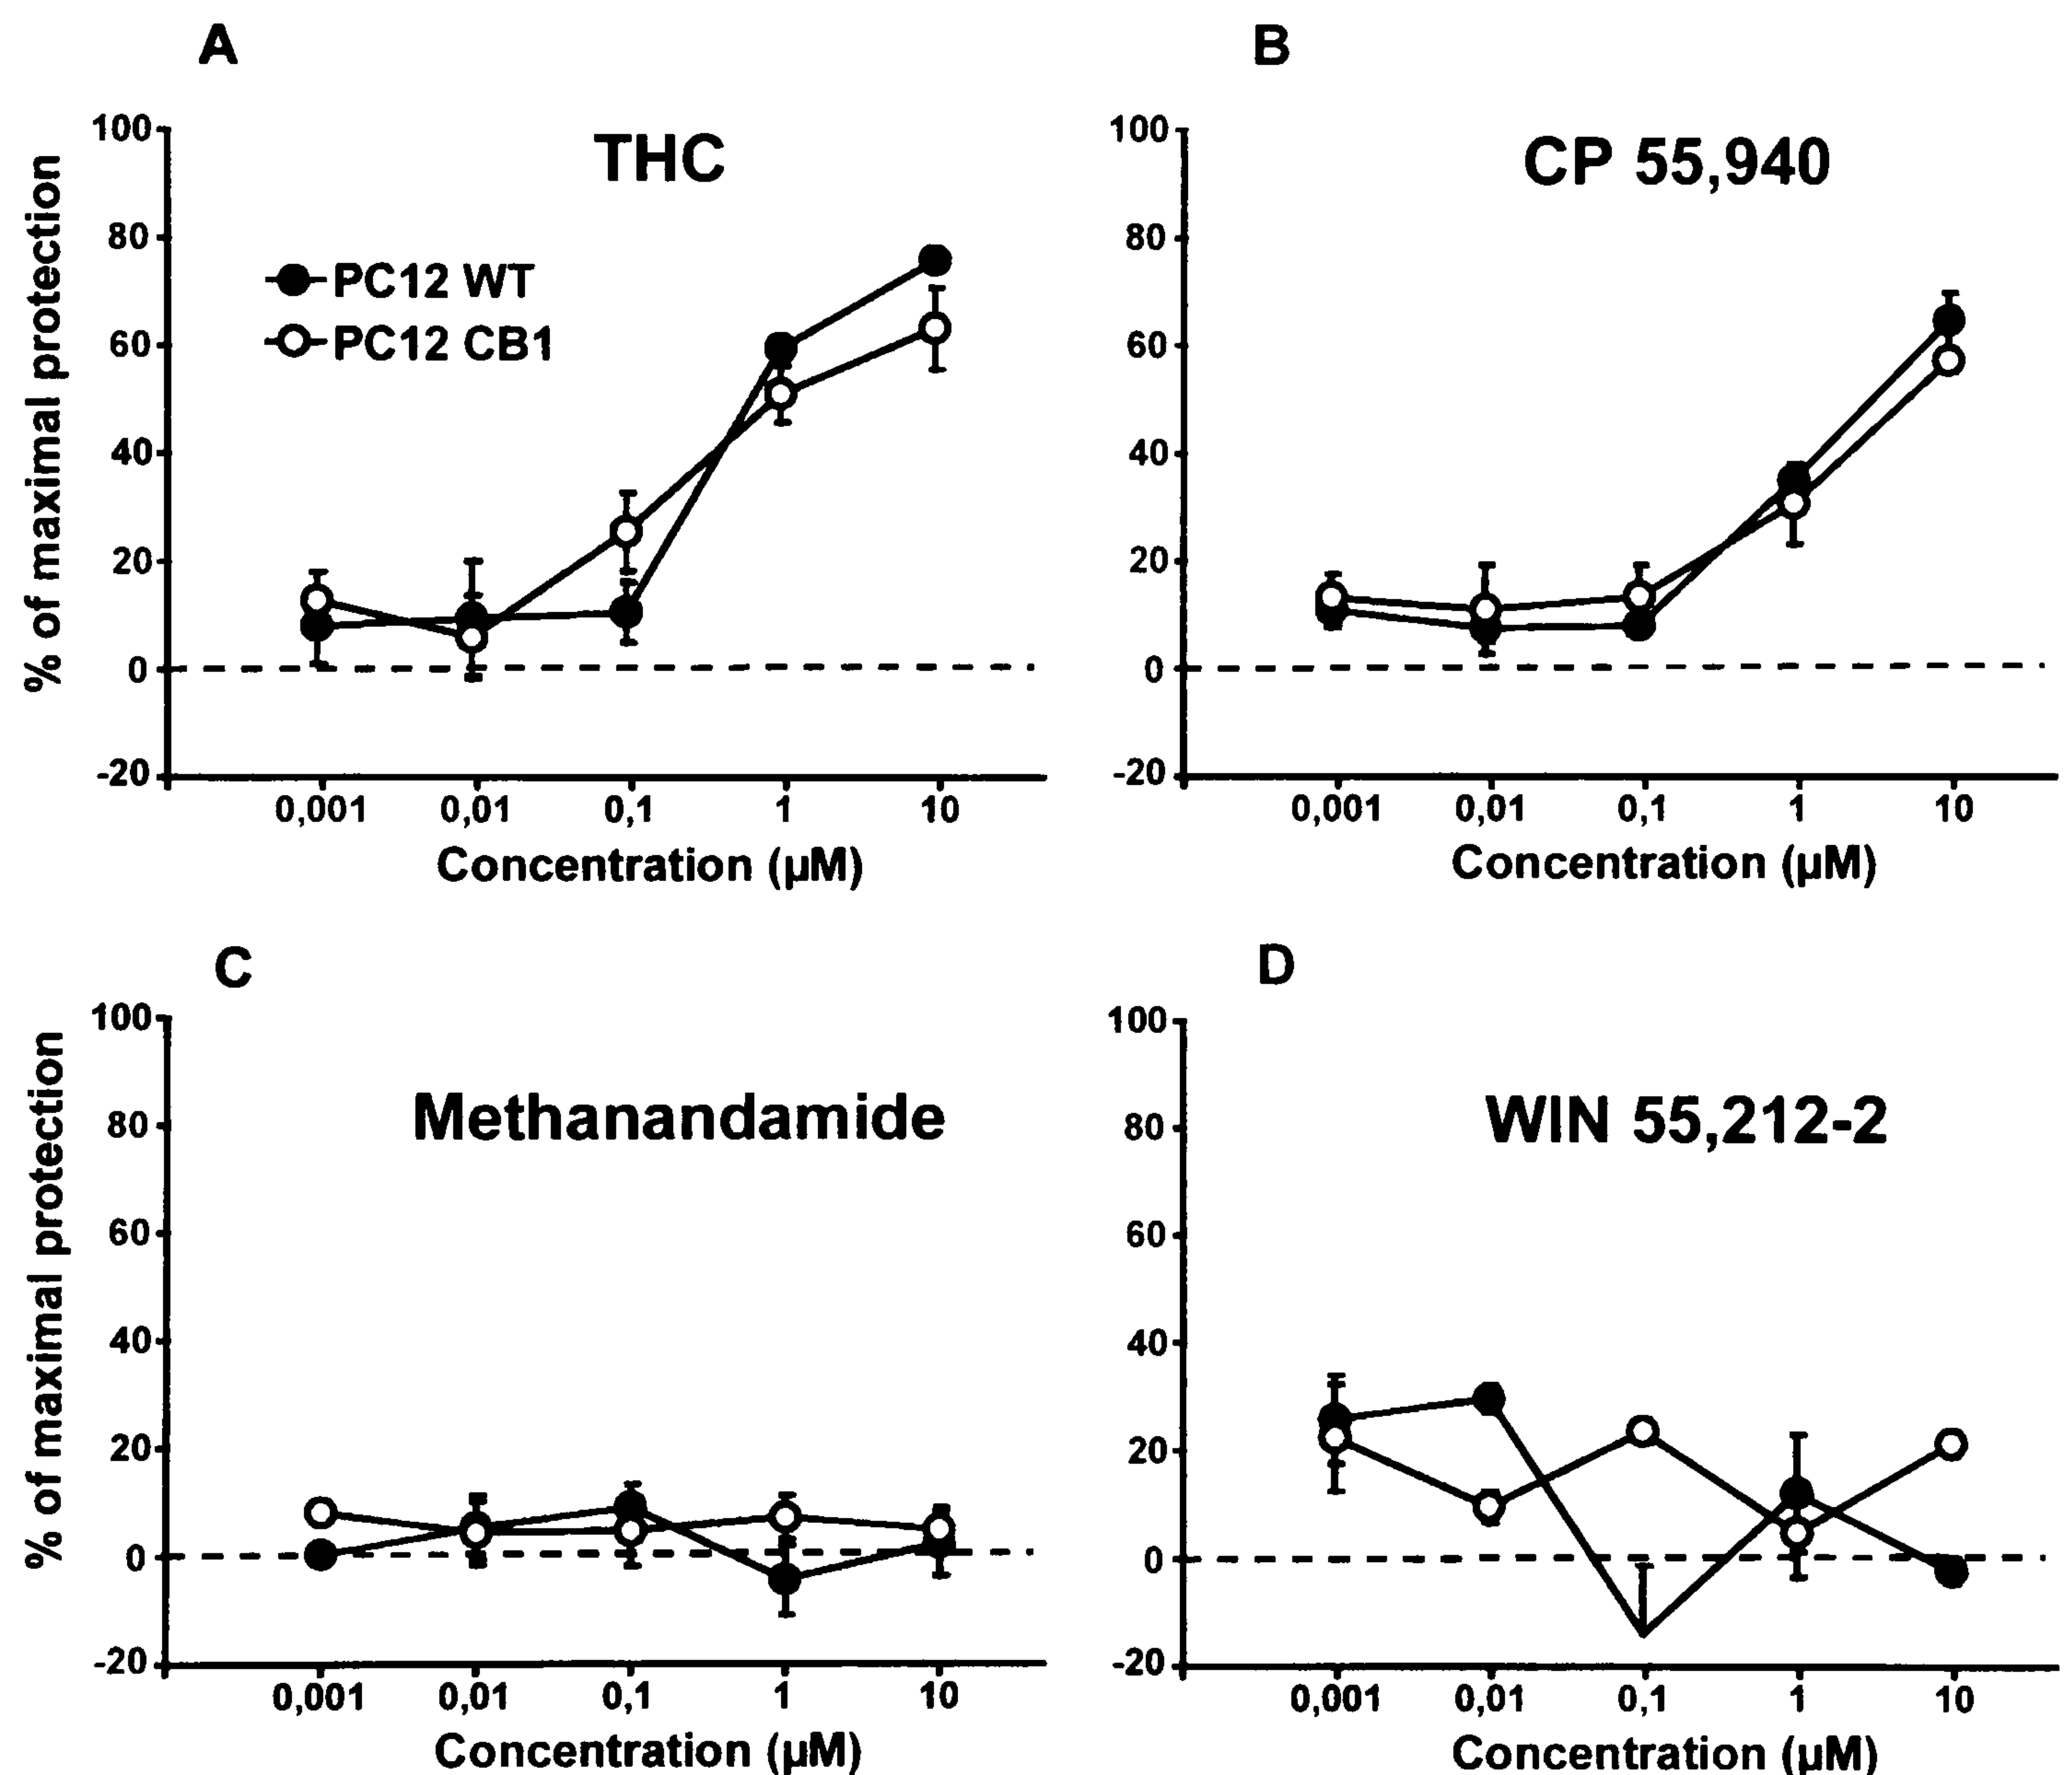 A
THC
% of maximal protection
100
80
60
40
20
0
-20
PC12 WT
PC12 CB1
0,001 0,01 0,1 1 10
Concentration (µM)
B
CP 55,940
100
80
60
40
20
0
-20
0,001 0,01 0,1 1 10
Concentration (µM)
C
Methanandamide
% of maximal protection
100
80
60
40
20
0
-20
0,001 0,01 0,1 1 10
Concentration (µM)
D
WIN 55,212-2
100
80
60
40
20
0
-20
0,001 0,01 0,1 1 10
Concentration (µM)